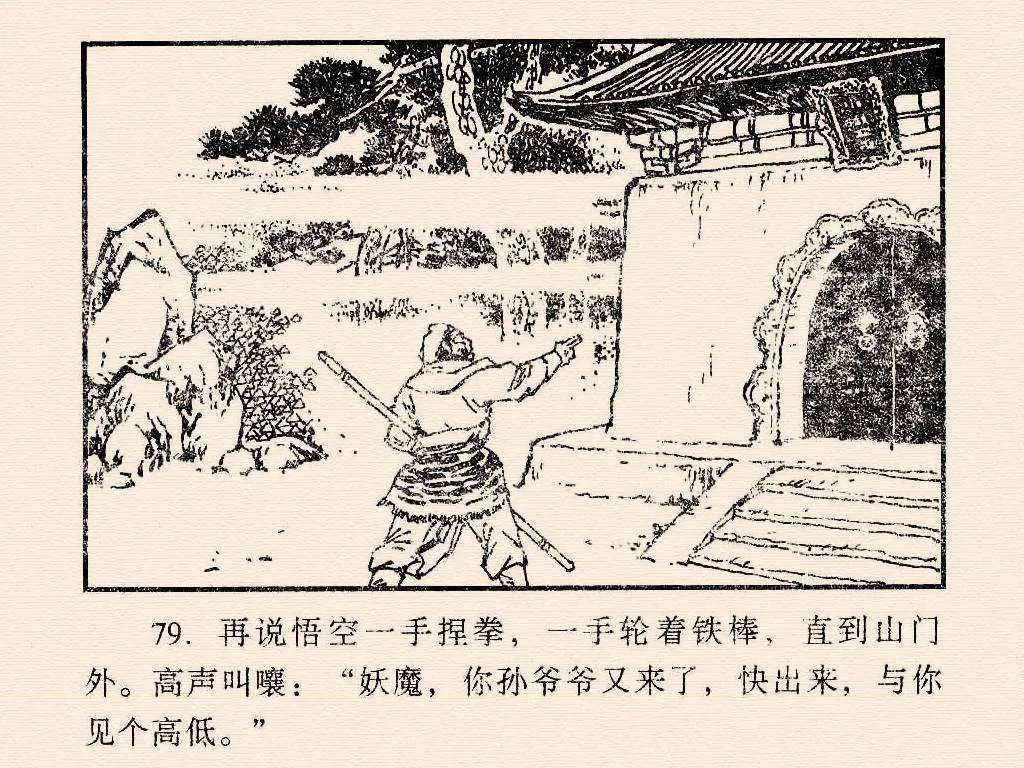 79. 再说悟空一手捏拳，一手轮着铁棒，直到山门
外。高声叫嚷：“妖魔，你孙爷爷又来了，快出来，与你
见个高低。”